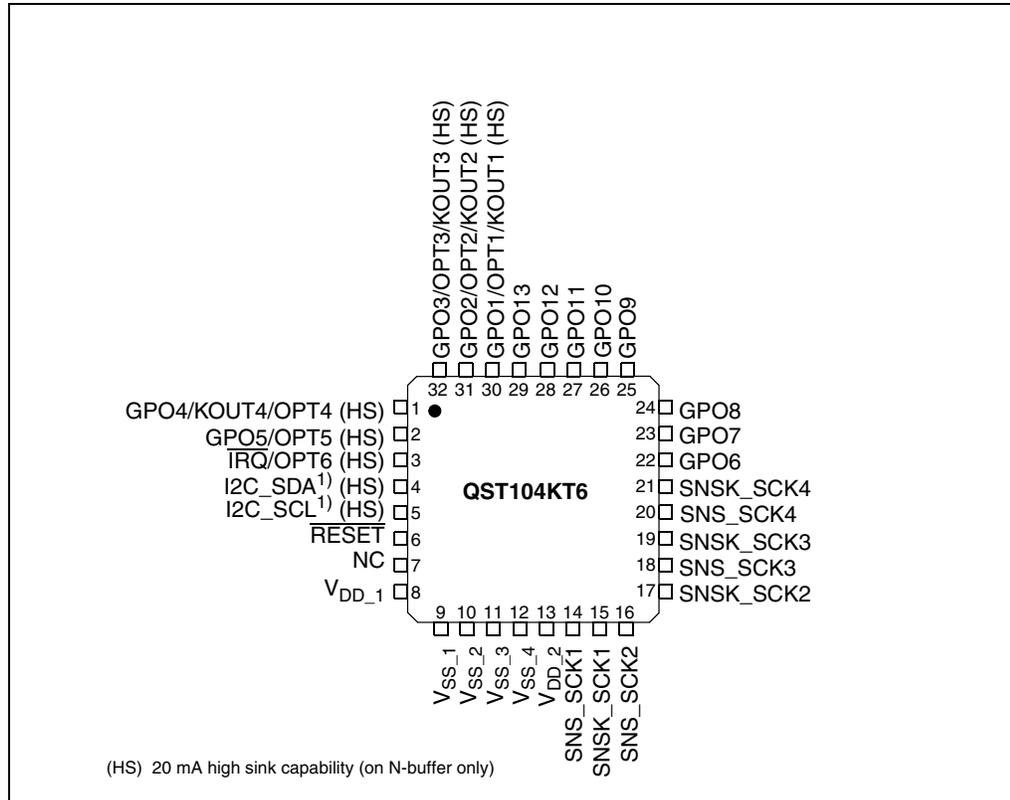 GPO3/OPT3/KOUT3 (HS)
GPO2/OPT2/KOUT2 (HS)
GPO1/OPT1/KOUT1 (HS)
GPO13
GPO12
GPO11
GPO10
GPO9
32 31 30 29 28 27 26 25
GPO4/KOUT4/OPT4 (HS) 1
GPO5/OPT5 (HS) 2
IRQ/OPT6 (HS) 3
I2C_SDA1) (HS) 4
I2C_SCL1) (HS) 5
RESET 6
NC 7
VDD_1 8
QST104KT6
24 GPO8
23 GPO7
22 GPO6
21 SNSK_SCK4
20 SNS_SCK4
19 SNSK_SCK3
18 SNS_SCK3
17 SNSK_SCK2
9 10 11 12 13 14 15 16
VSS_1
VSS_2
VSS_3
VSS_4
VDD_2
SNS_SCK1
SNSK_SCK1
SNS_SCK2
(HS) 20 mA high sink capability (on N-buffer only)